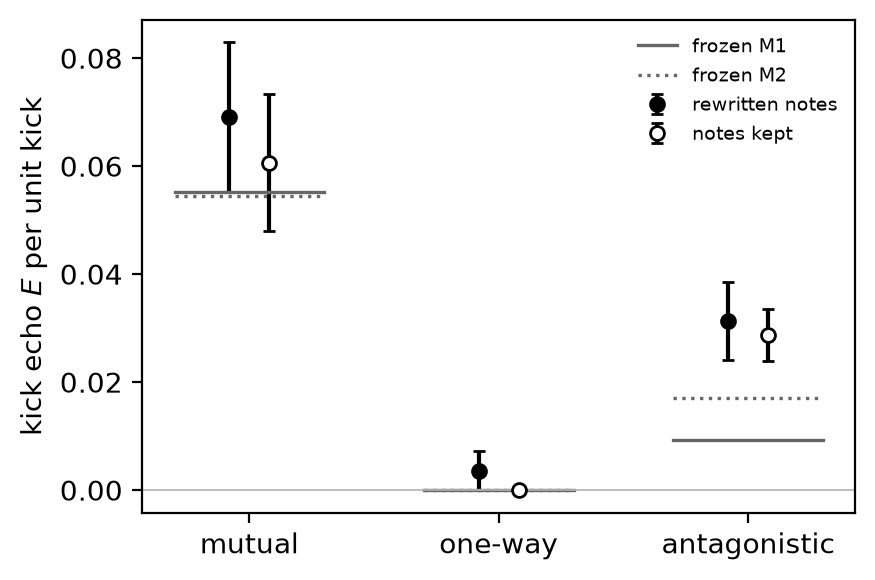 kick echo E per unit kick
0.08
0.06
0.04
0.02
0.00
frozen M1
frozen M2
rewritten notes
notes kept
mutual
one-way
antagonistic